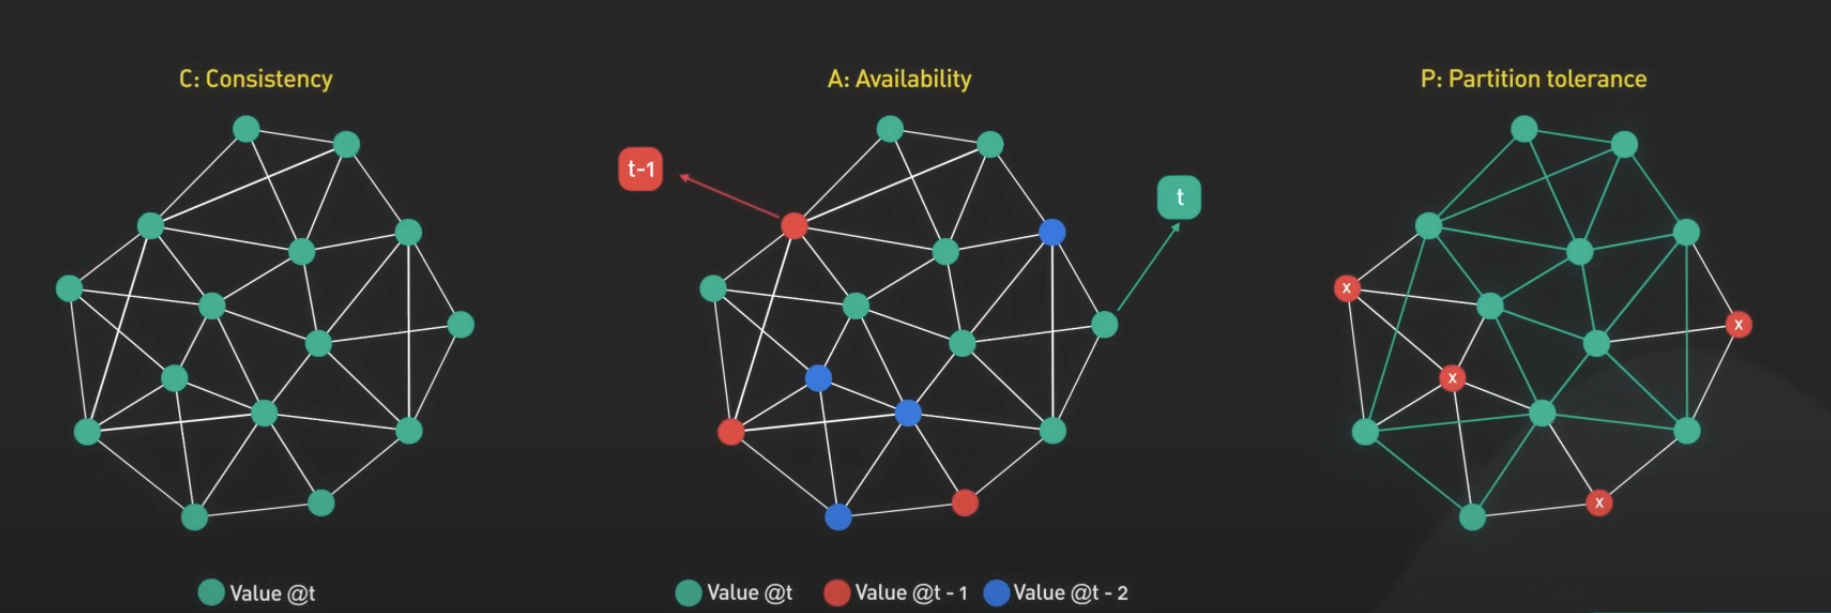 C: Consistency
A: Availability
P: Partition tolerance
t-1
t
x
x
x
x
Value @t
Value @t
Value @t - 1
Value @t - 2